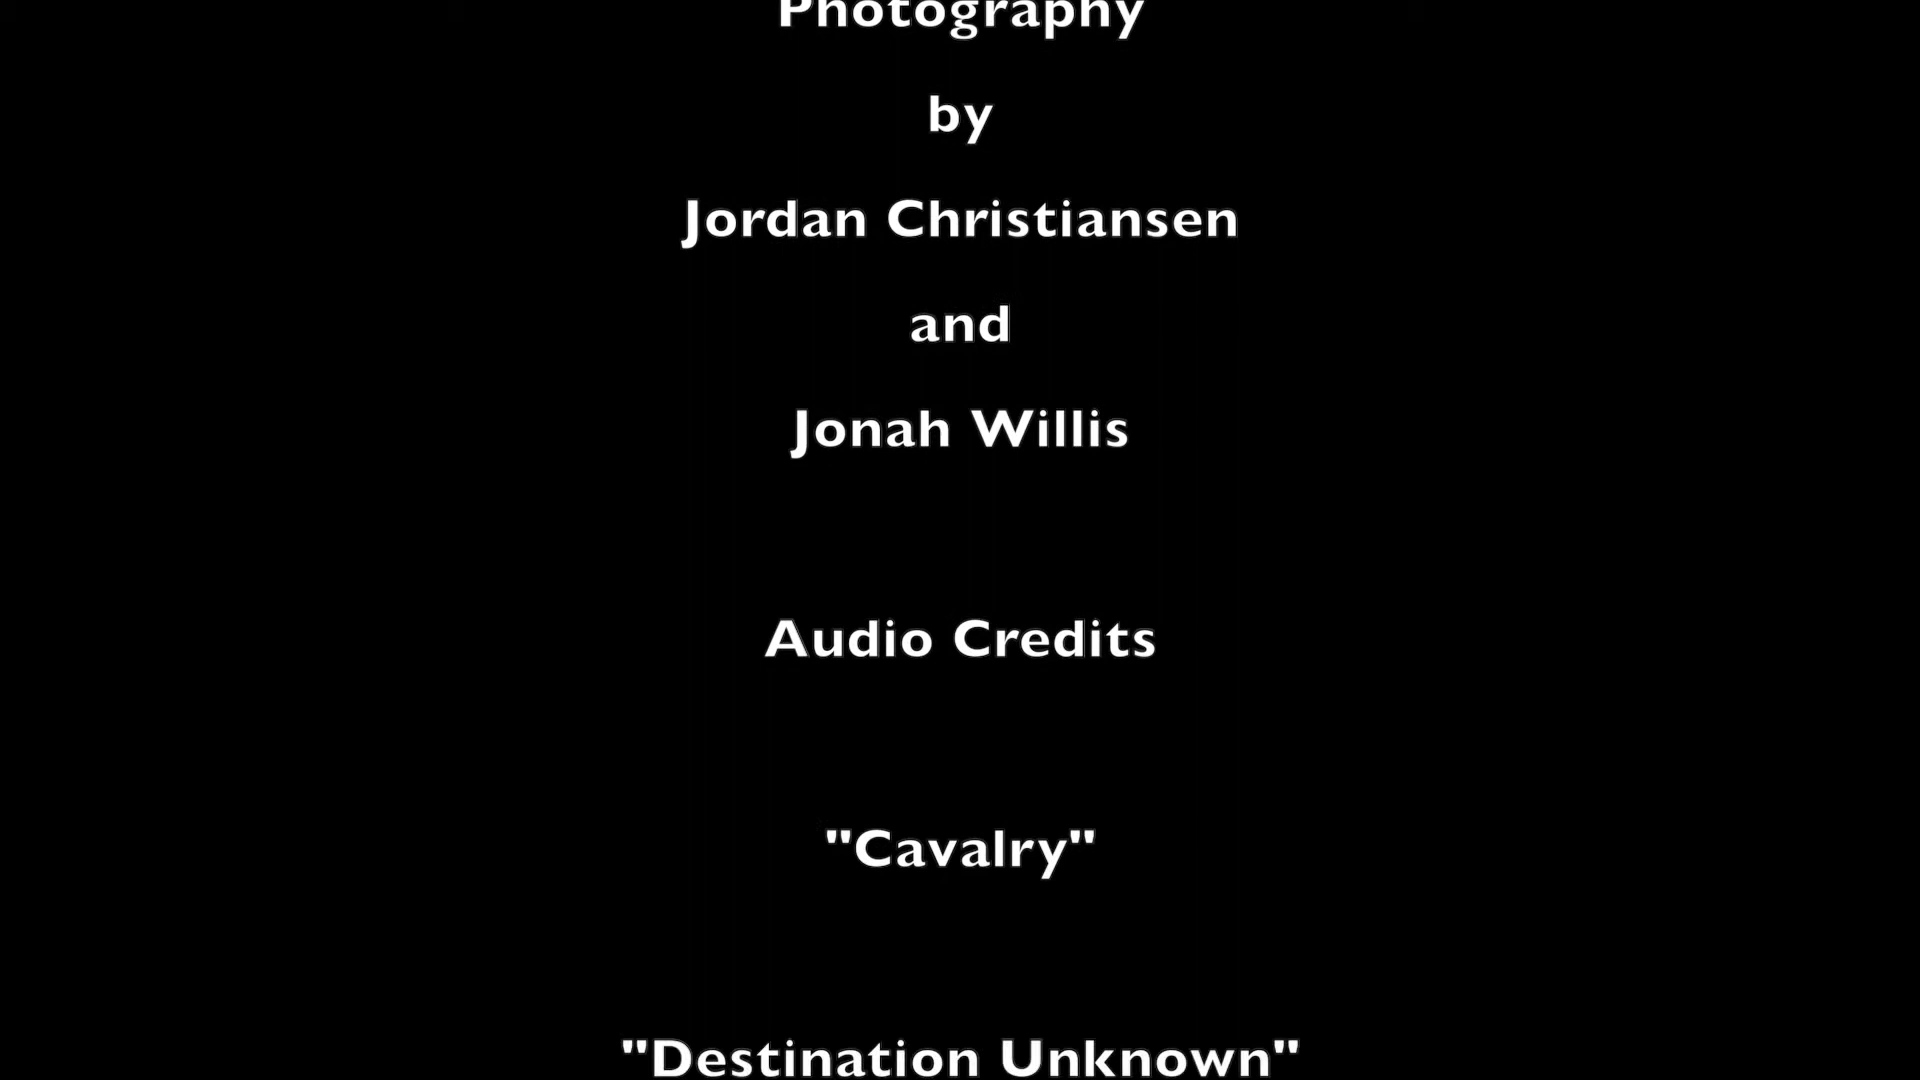 Photography
by
Jordan Christiansen
and
Jonah Willis
Audio Credits
"Cavalry"
"Destination Unknown"